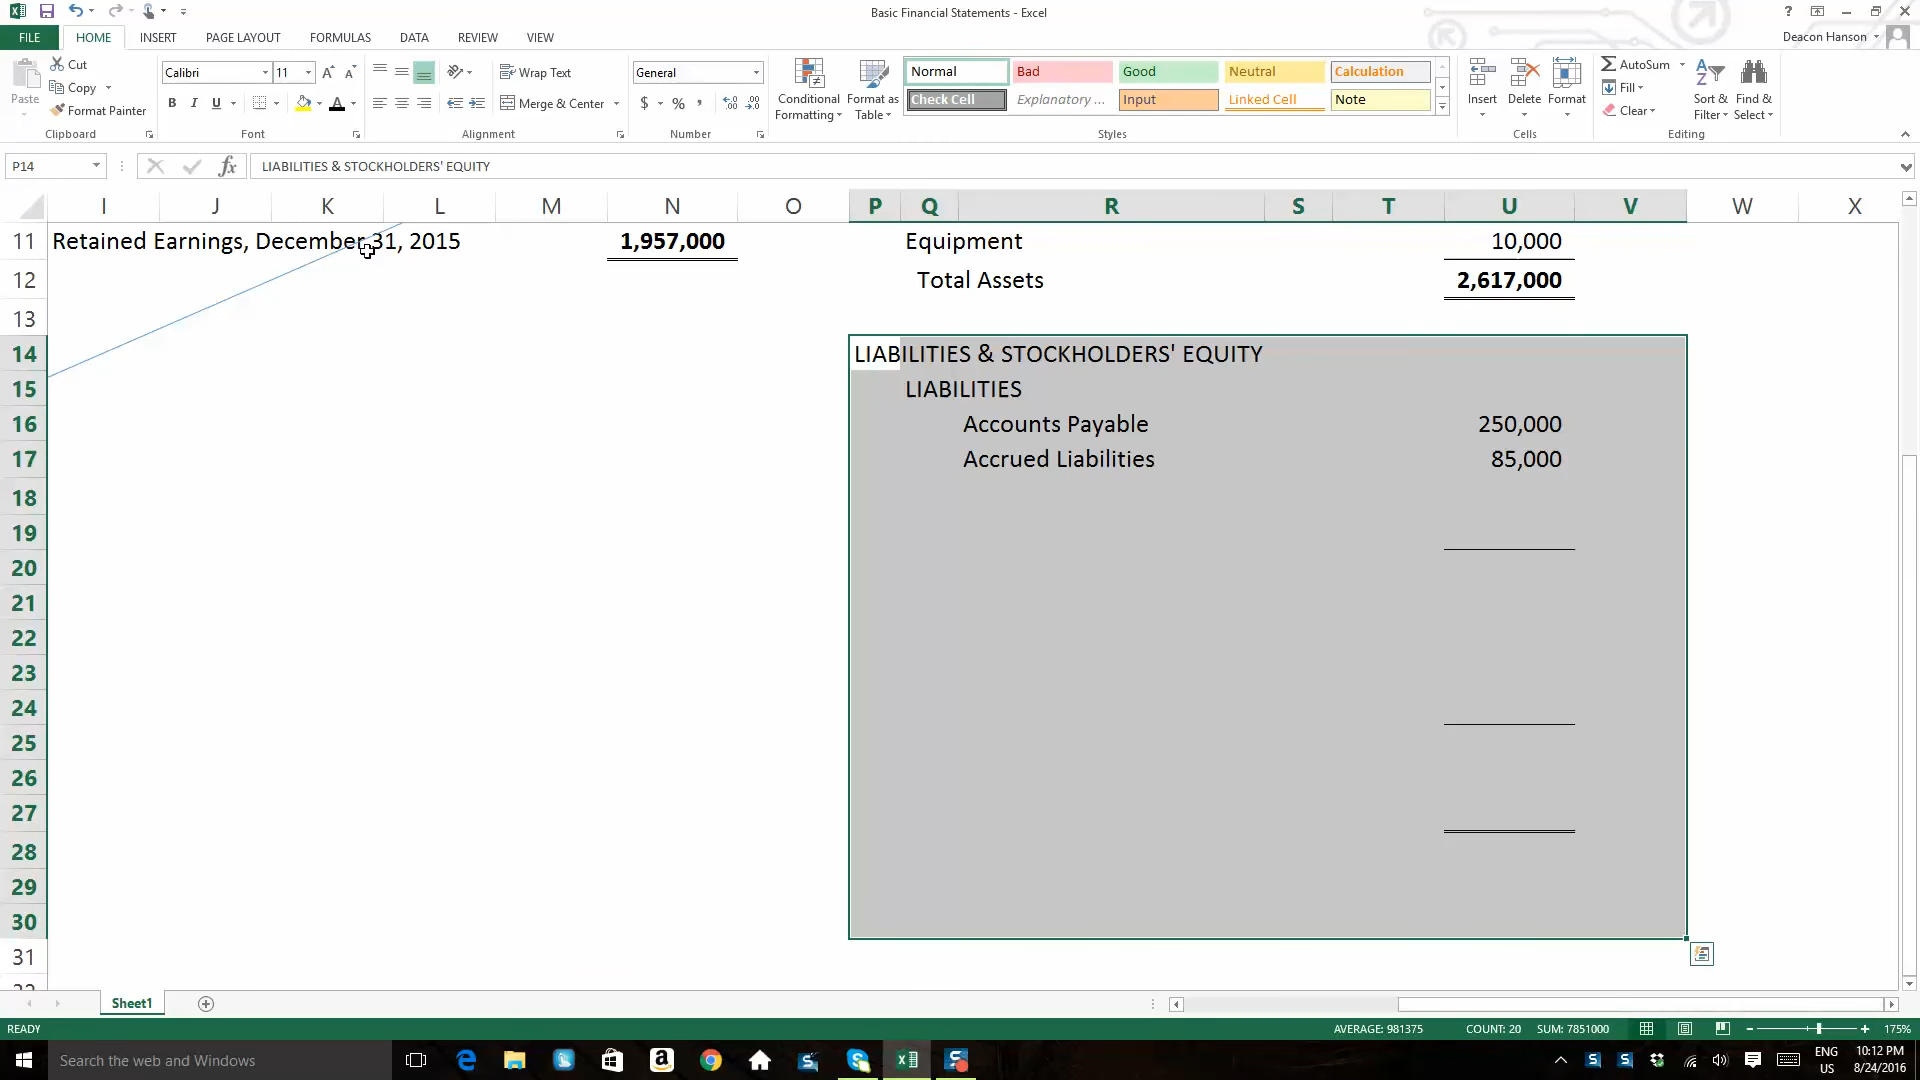 Basic Financial Statements - Excel
?
FILE
HOME
INSERT
PAGE LAYOUT
FORMULAS
DATA
REVIEW
VIEW
Deacon Hanson
Paste
Cut
Copy
Format Painter
Clipboard
Calibri
11
A
A
B
I
U
A
Font
Wrap Text
Merge & Center
Alignment
General
$ %
Number
Conditional
Formatting
Format as
Table
Normal
Bad
Good
Neutral
Calculation
Check Cell
Explanatory ...
Input
Linked Cell
Note
Styles
Insert
Delete
Format
Cells
AutoSum
Fill
Clear
Sort &
Filter
Find &
Select
Editing
P14
fx
LIABILITIES & STOCKHOLDERS' EQUITY
I J K L M N O P Q R S T U V W X
11 Retained Earnings, December 31, 2015 1,957,000 Equipment 10,000
12 Total Assets 2,617,000
13
14 LIABILITIES & STOCKHOLDERS' EQUITY
15 LIABILITIES
16 Accounts Payable 250,000
17 Accrued Liabilities 85,000
18
19
20
21
22
23
24
25
26
27
28
29
30
31
Sheet1
READY
AVERAGE: 981375
COUNT: 20
SUM: 7851000
175%
Search the web and Windows
ENG
US
10:12 PM
8/24/2016